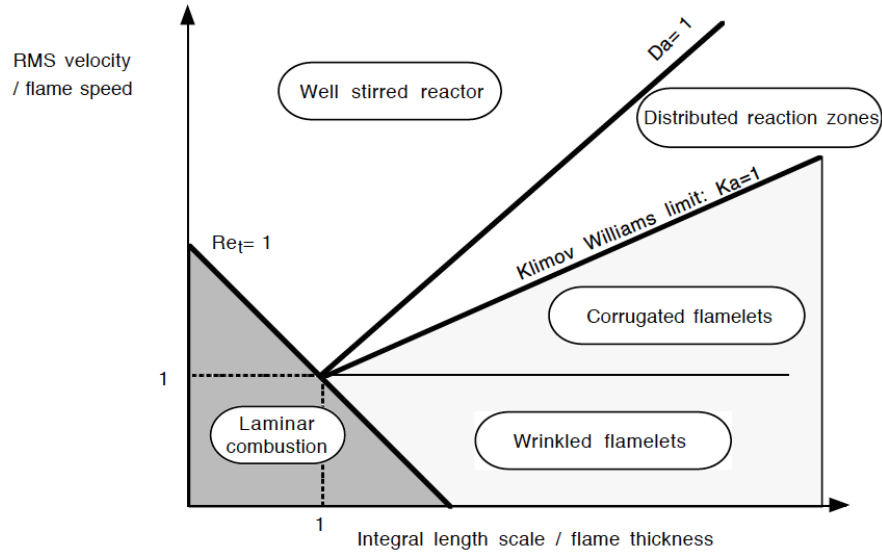 RMS velocity
/ flame speed
Well stirred reactor
Da= 1
Distributed reaction zones
Klimov Williams limit: Ka=1
Ret= 1
Corrugated flamelets
1
Laminar
combustion
Wrinkled flamelets
1
Integral length scale / flame thickness